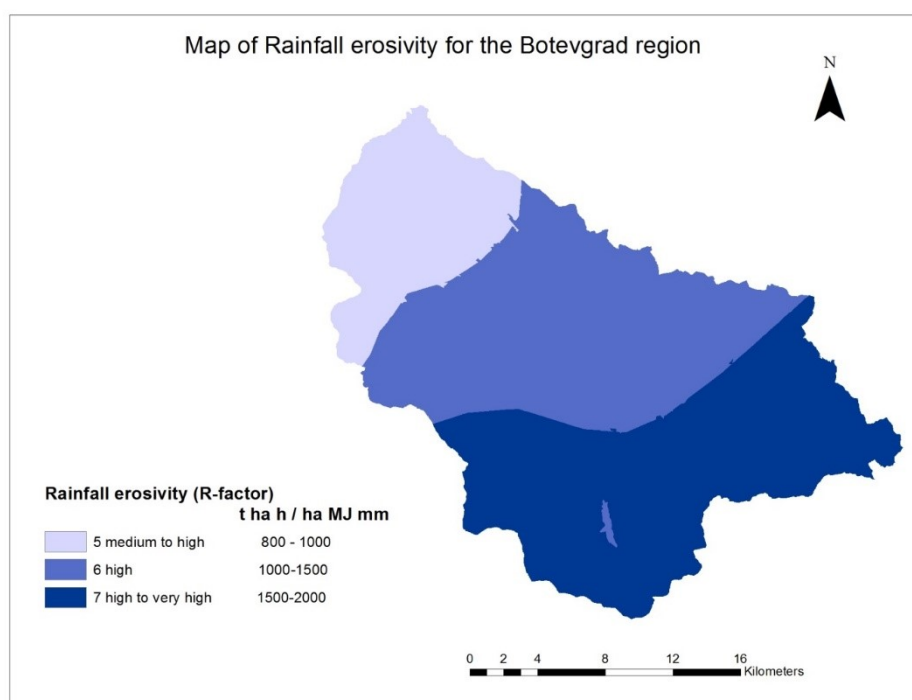 Map of Rainfall erosivity for the Botevgrad region
N
Rainfall erosivity (R-factor)
t ha h / ha MJ mm
5 medium to high 800 - 1000
6 high 1000-1500
7 high to very high 1500-2000
0 2 4 8 12 16
Kilometers